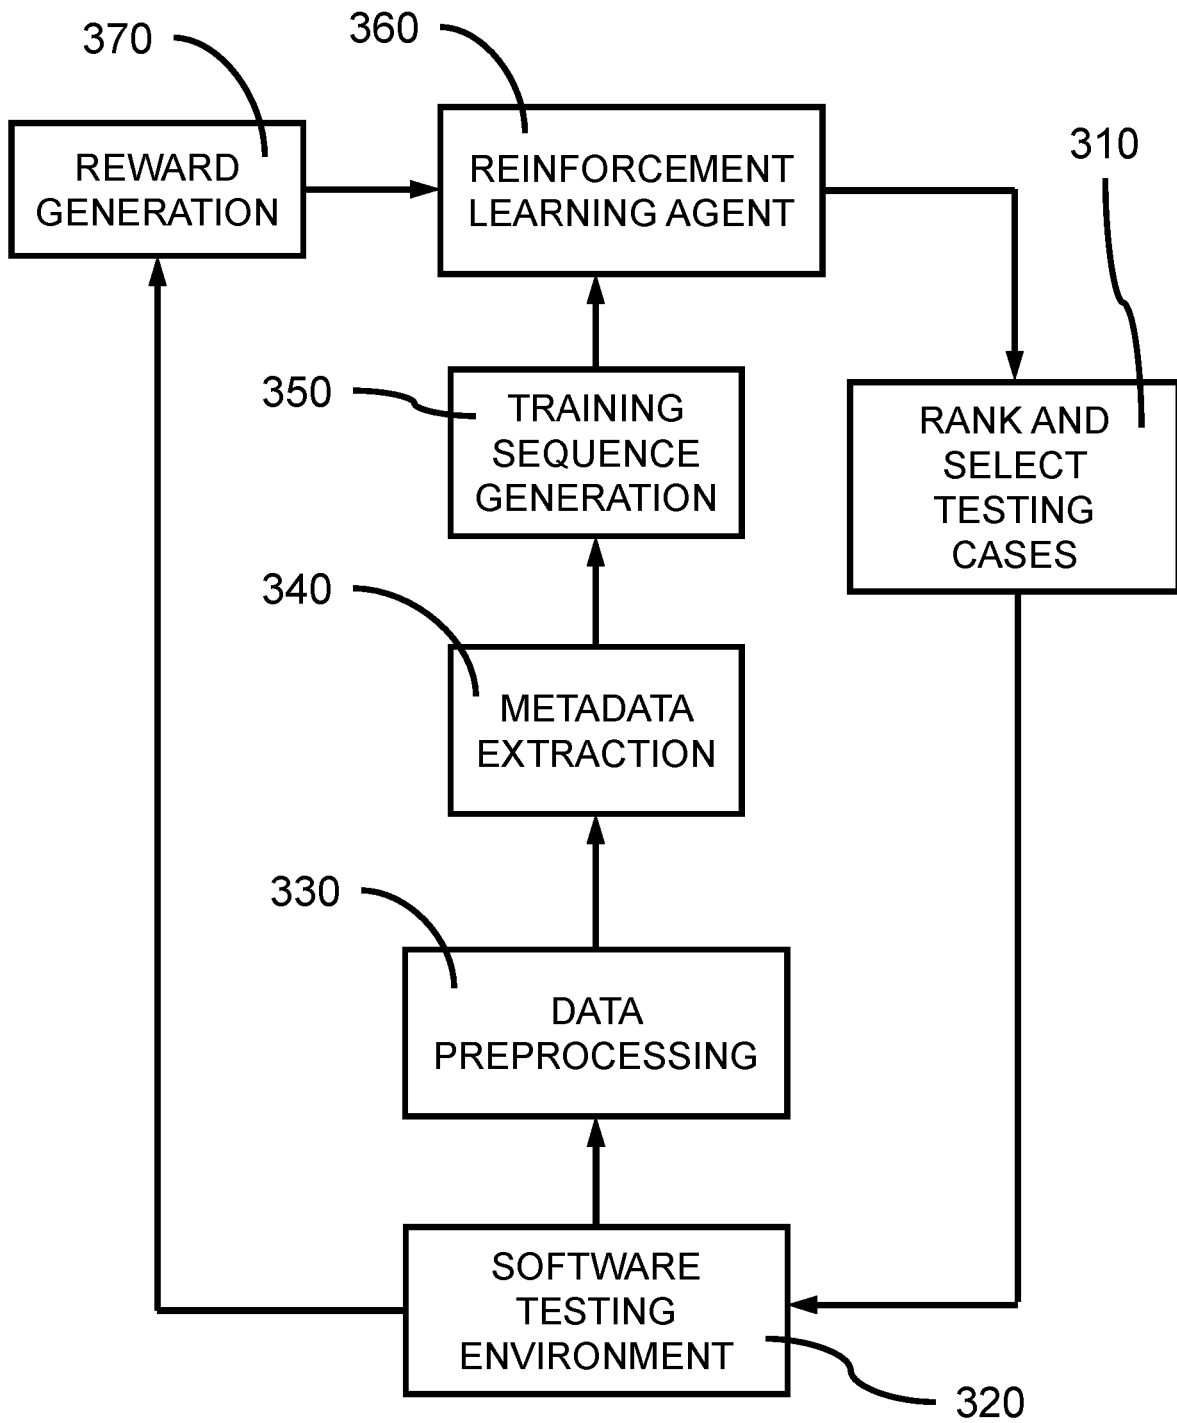 370
360
310
REWARD
GENERATION
REINFORCEMENT
LEARNING AGENT
350
TRAINING
SEQUENCE
GENERATION
RANK AND
SELECT
TESTING
CASES
340
METADATA
EXTRACTION
330
DATA
PREPROCESSING
SOFTWARE
TESTING
ENVIRONMENT
320